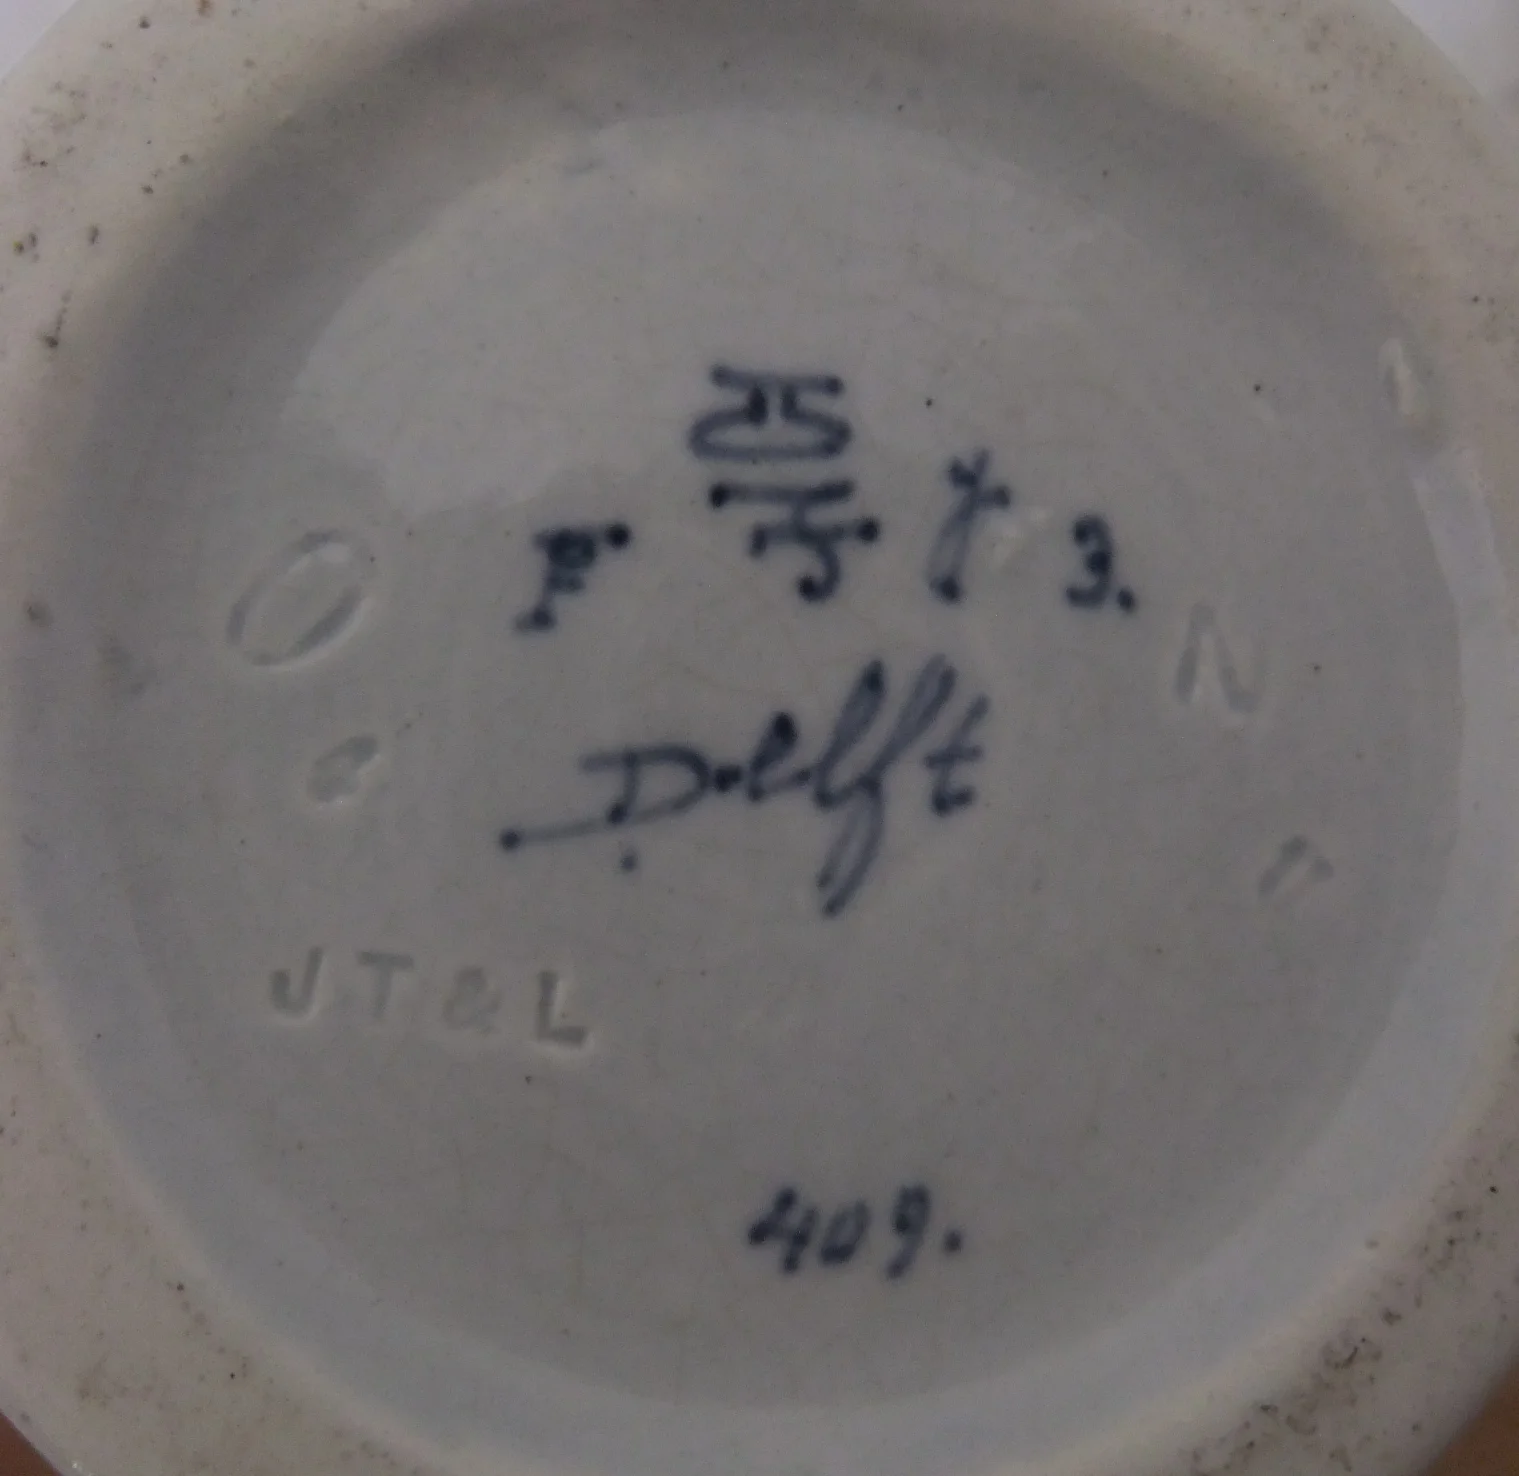 F 3.
Delft
JT&L
N
409.